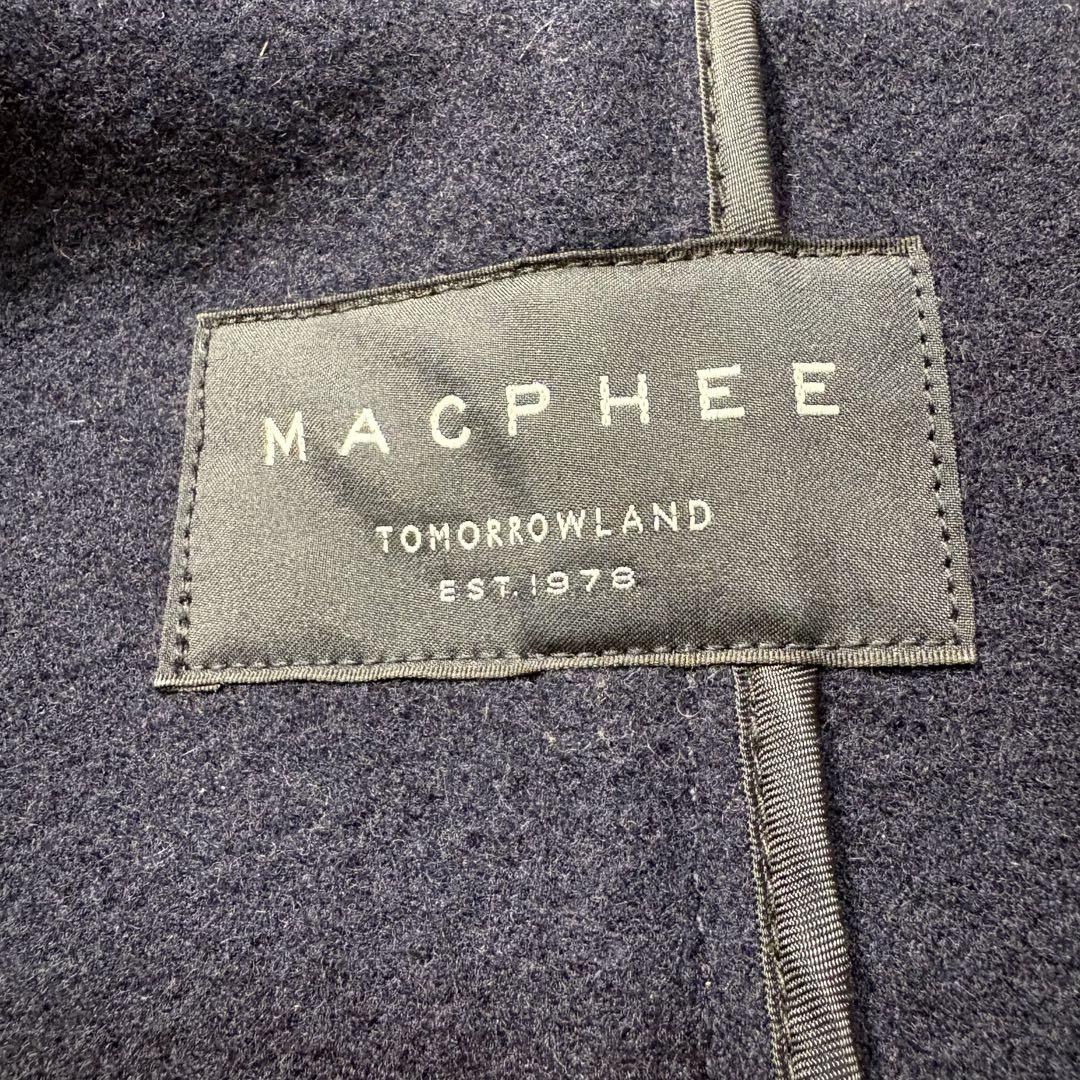 MACPHEE
TOMORROWLAND
EST. 1978